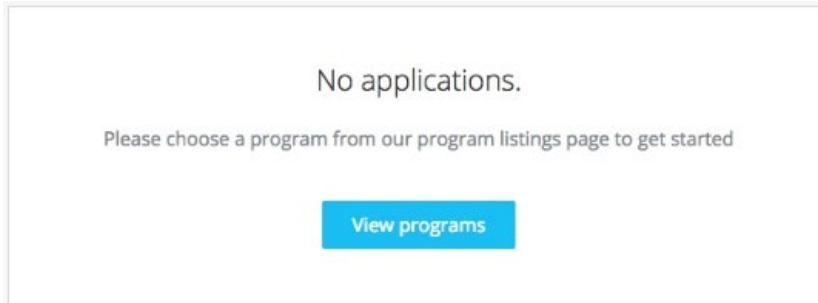 No applications.
Please choose a program from our program listings page to get started
View programs